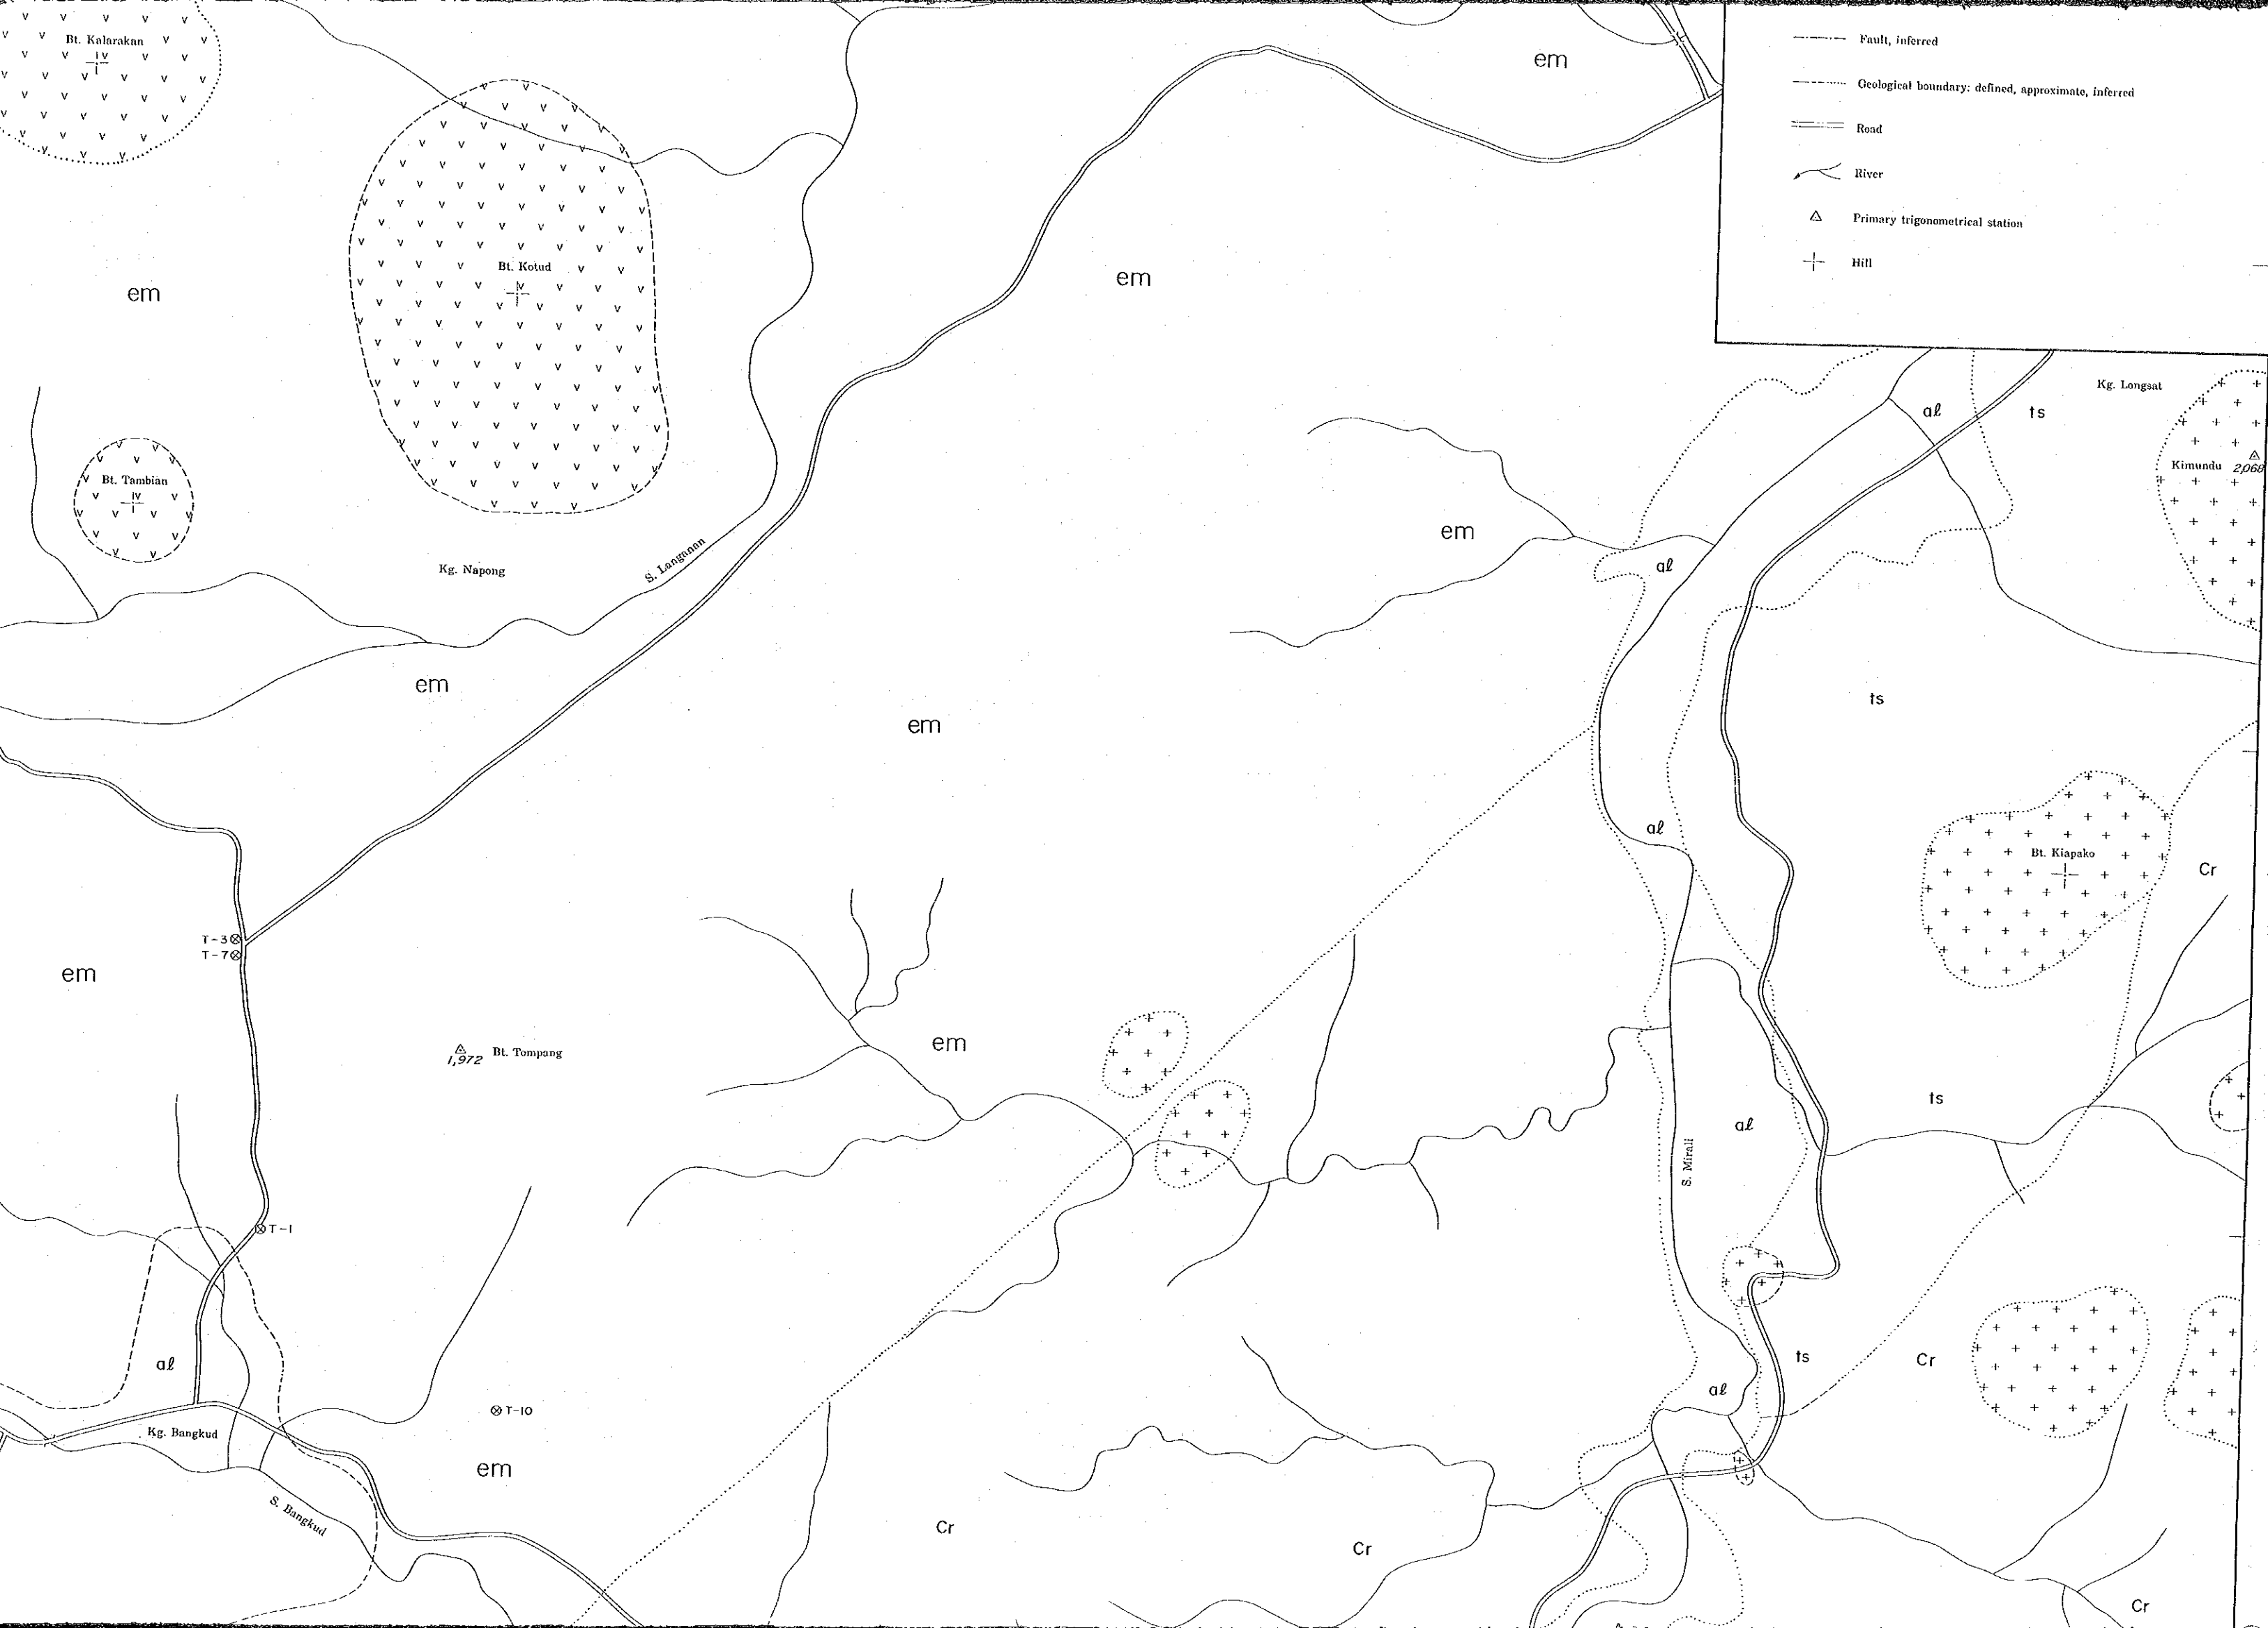 Fault, inferred
Geological boundary: defined, approximate, inferred
Road
River
Primary trigonometrical station
Hill
Bt. Kalarakan
em
em
Bt. Kotud
em
em
Kg. Longsat
al
ts
Kimundu 2,068
Bt. Tambian
em
al
Kg. Napong
S. Langanan
em
ts
em
al
Bt. Kiapako
Cr
T-3
T-7
em
em
1,972 Bt. Tompang
ts
al
S. Mirali
T-1
al
ts
Cr
al
T-10
Kg. Bangkud
em
S. Bangkud
Cr
Cr
Cr